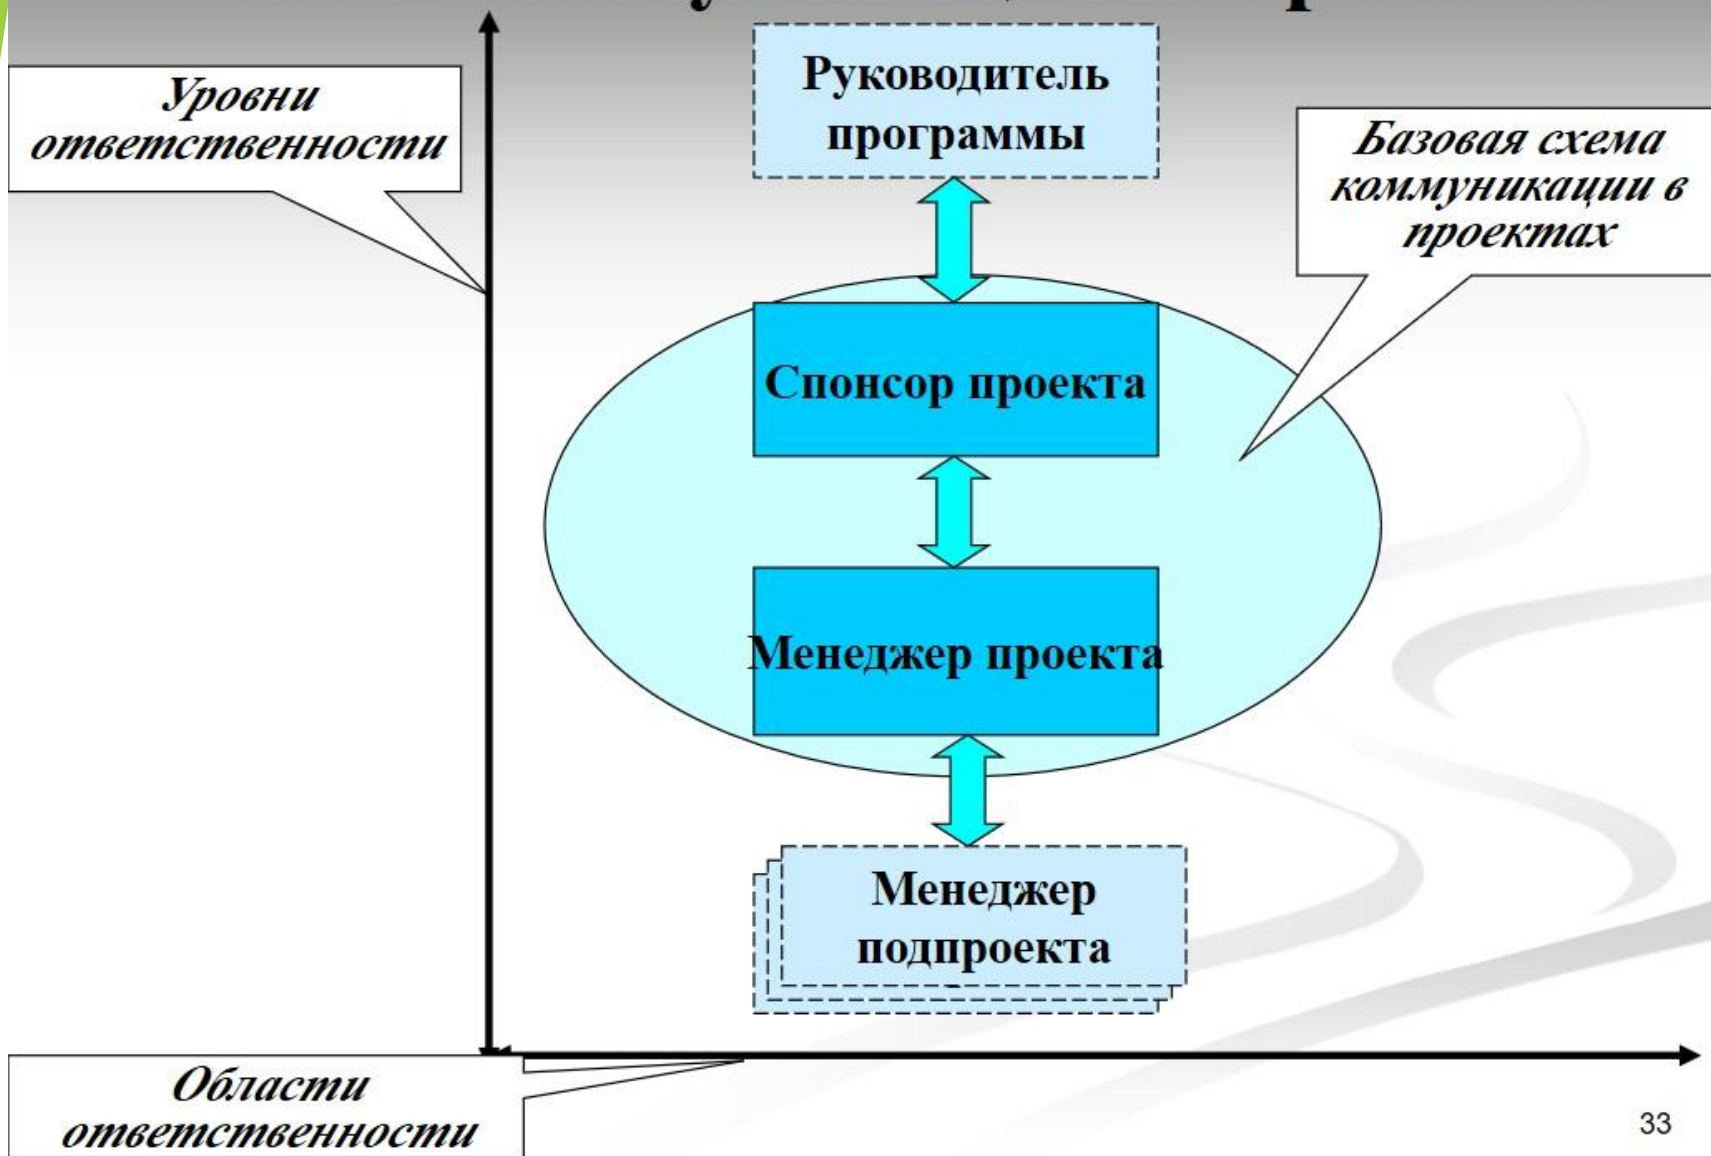 Уровни
ответственности
Руководитель
программы
Базовая схема
коммуникации в
проектах
Спонсор проекта
Менеджер проекта
Менеджер
подпроекта
Области
ответственности
33